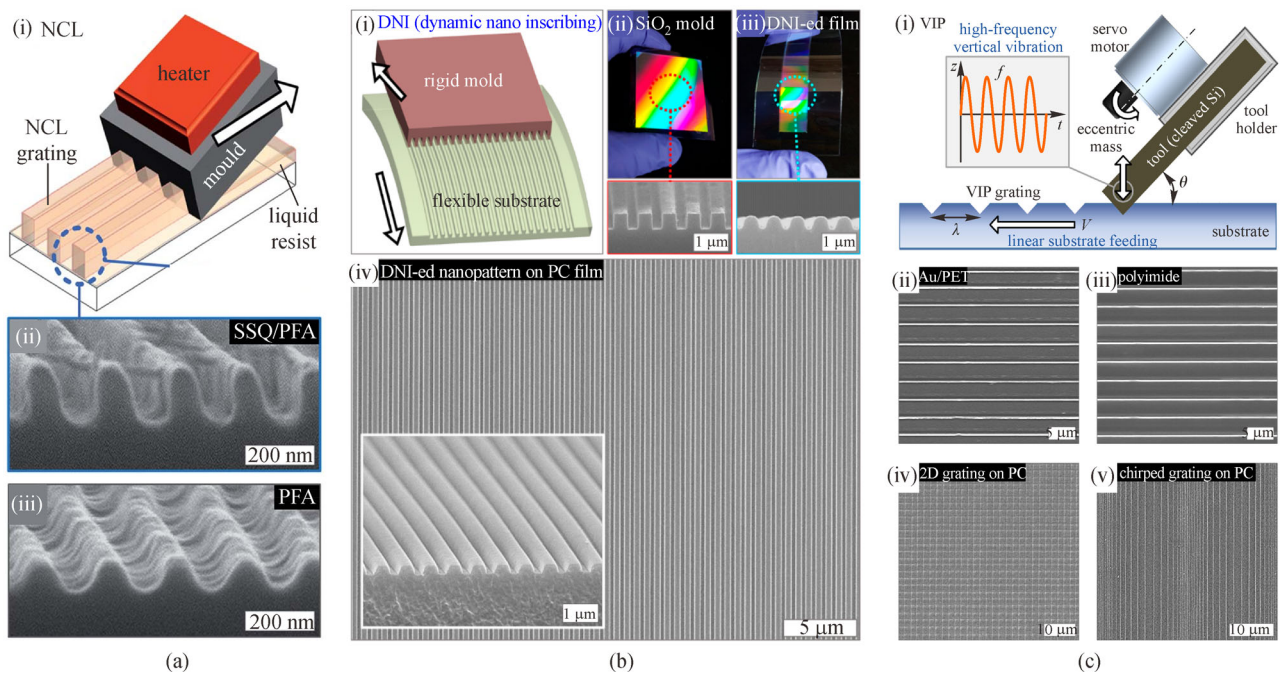 (i) NCL
heater
NCL
grating
mould
liquid
resist
(ii)
SSQ/PFA
200 nm
(iii)
PFA
200 nm
(a)
(i) DNI (dynamic nano inscribing)
rigid mold
flexible substrate
(ii) SiO₂ mold
1 μm
(iii) DNI-ed film
1 μm
(iv) DNI-ed nanopattern on PC film
1 μm
5 μm
(b)
(i) VIP
high-frequency
vertical vibration
z
f
t
servo
motor
eccentric
mass
tool (cleaved Si)
tool
holder
θ
VIP grating
λ
V
linear substrate feeding
substrate
(ii) Au/PET
5 μm
(iii) polyimide
μm
(iv) 2D grating on PC
10 μm
(v) chirped grating on PC
10 μm
(c)